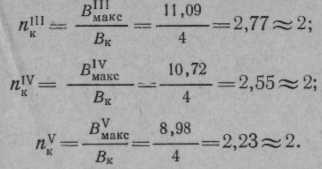 n_к^III = B_макс^III / B_к = 11,09 / 4 = 2,77 ≈ 2;
n_к^IV = B_макс^IV / B_к = 10,72 / 4 = 2,55 ≈ 2;
n_к^V = B_макс^V / B_к = 8,98 / 4 = 2,23 ≈ 2.